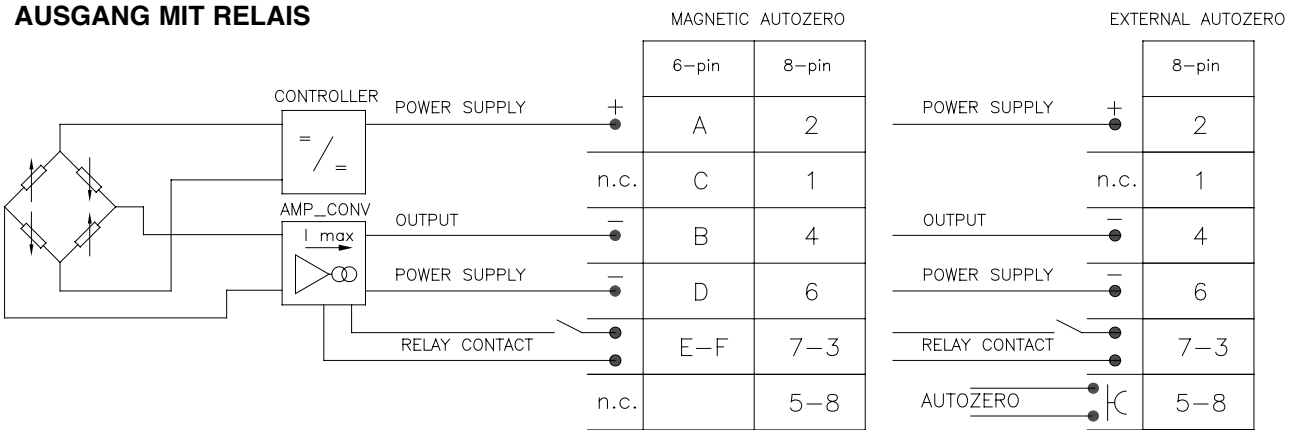 AUSGANG MIT RELAIS
MAGNETIC AUTOZERO
EXTERNAL AUTOZERO
6-pin 8-pin 8-pin
CONTROLLER
POWER SUPPLY + A 2 POWER SUPPLY + 2
= / =
n.c. C 1 n.c. 1
AMP_CONV
I max
OUTPUT - B 4 OUTPUT - 4
POWER SUPPLY - D 6 POWER SUPPLY - 6
RELAY CONTACT E-F 7-3 RELAY CONTACT 7-3
n.c. 5-8 AUTOZERO 5-8